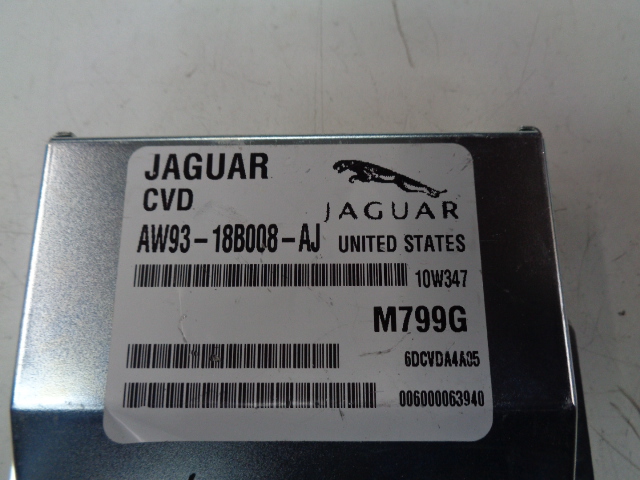 JAGUAR
CVD
JAGUAR
AW93-18B008-AJ UNITED STATES
10W347
M799G
6DCVDA4A05
006000063940